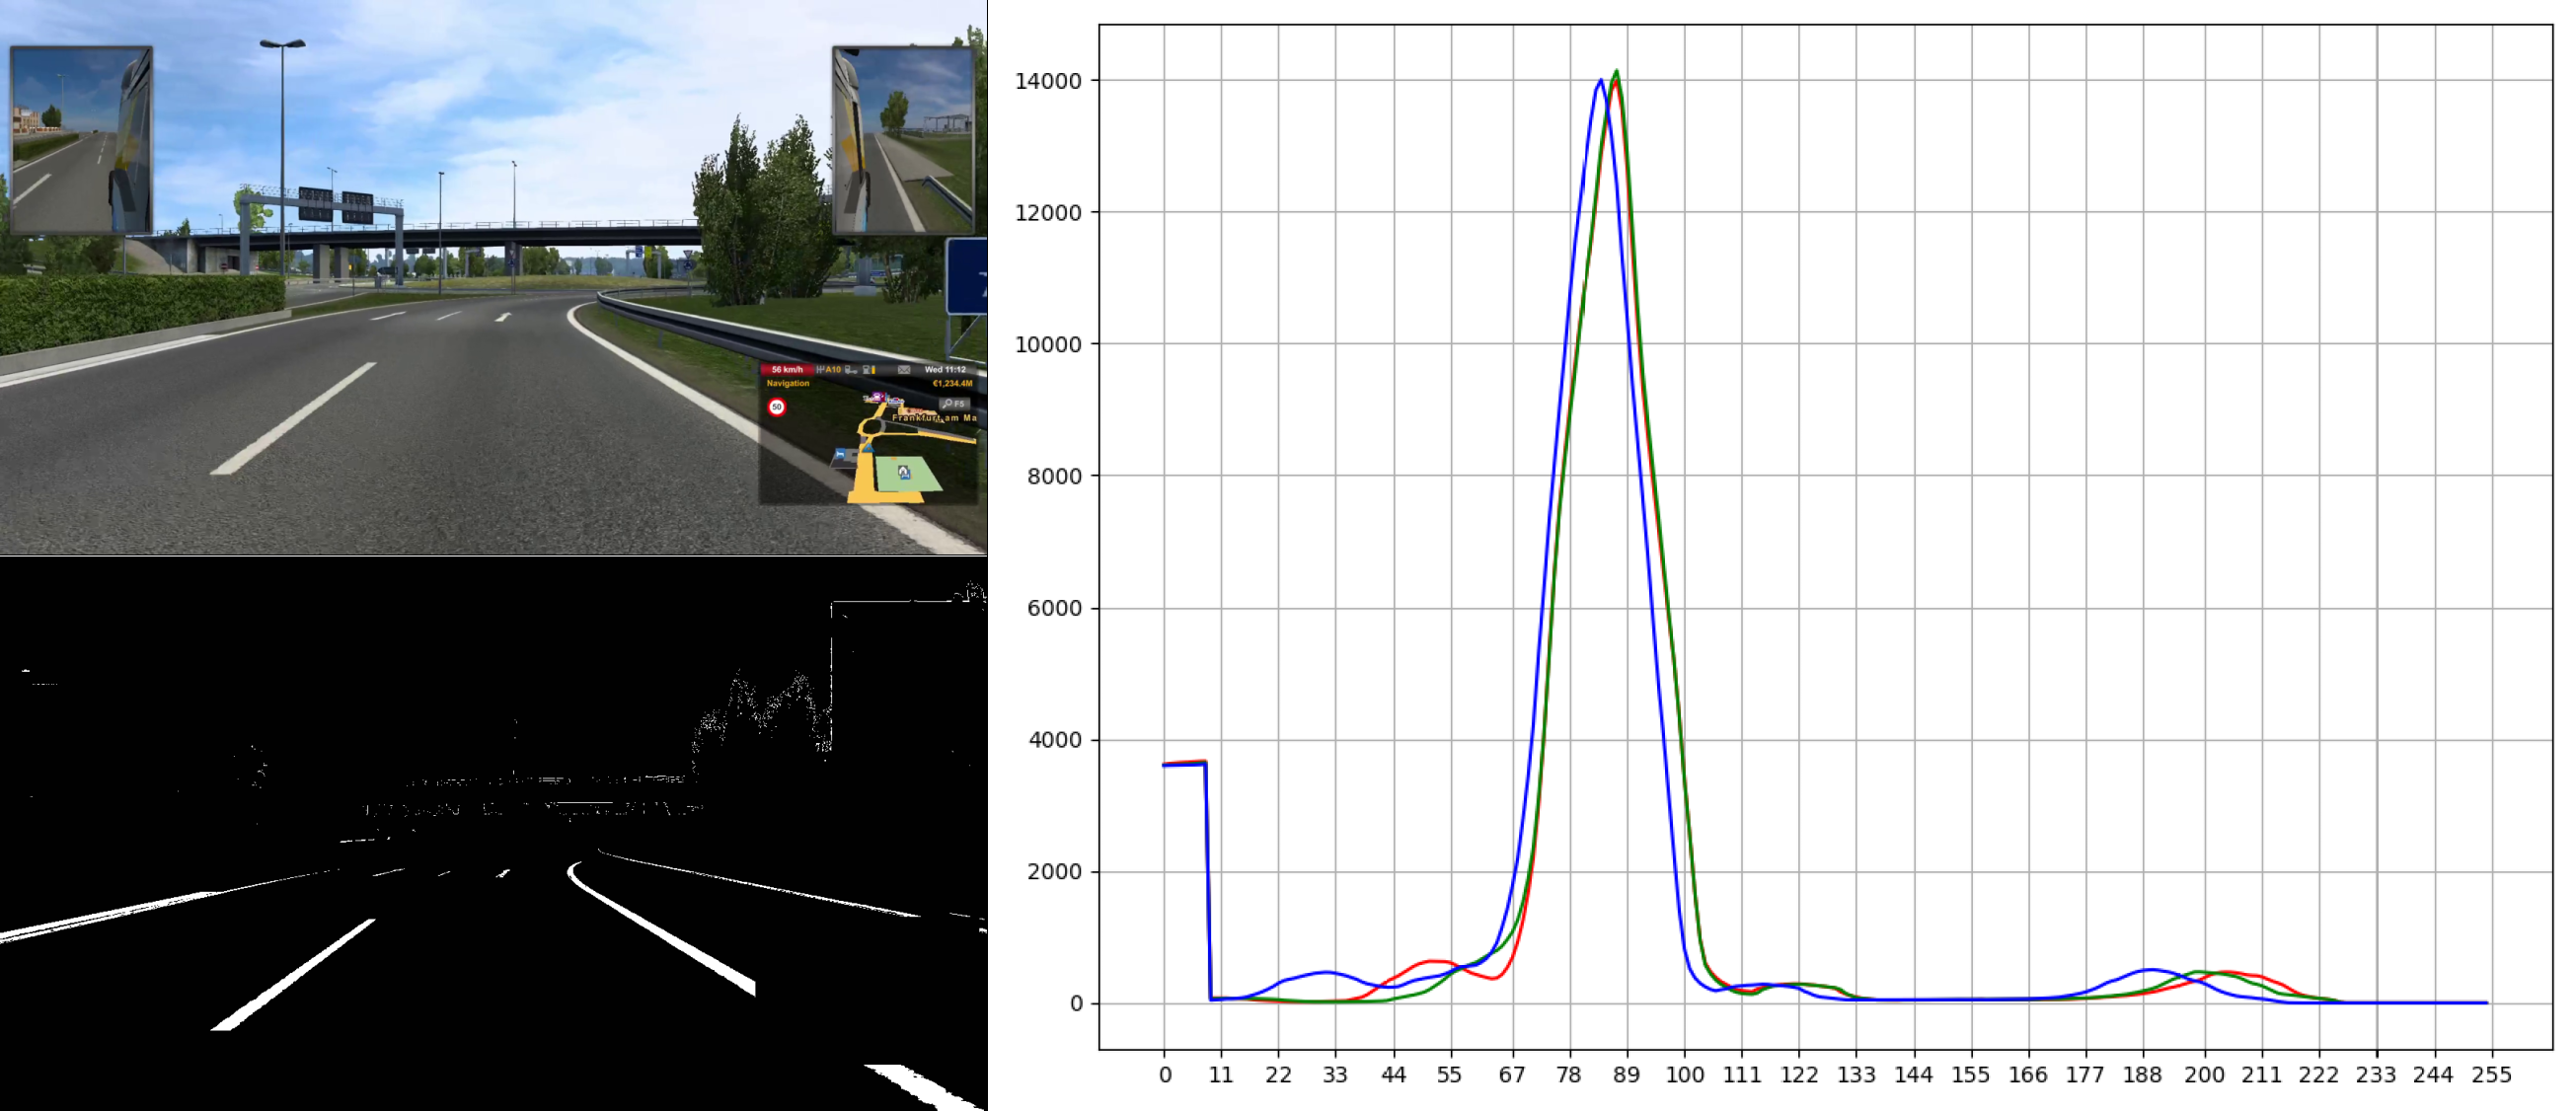 56 km/h A10 Wed 11:12
Navigation €1,234.4M
50 F5
Frankfurt am Ma
14000
12000
10000
8000
6000
4000
2000
0
0 11 22 33 44 55 67 78 89 100 111 122 133 144 155 166 177 188 200 211 222 233 244 255